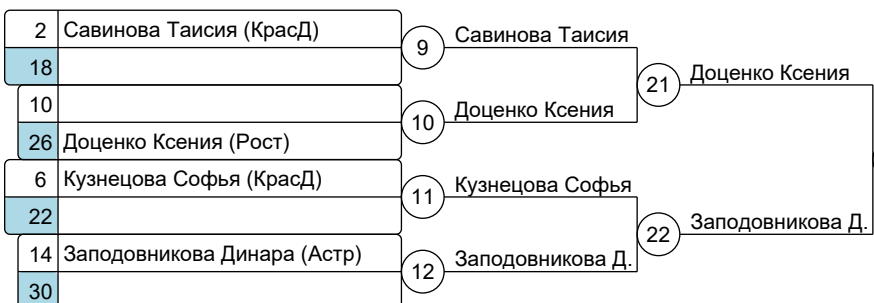 2 Савинова Таисия (КрасД)
9 Савинова Таисия
18
21 Доценко Ксения
10
10 Доценко Ксения
26 Доценко Ксения (Рост)
6 Кузнецова Софья (КрасД)
11 Кузнецова Софья
22
22 Заподовникова Д.
14 Заподовникова Динара (Астр)
12 Заподовникова Д.
30